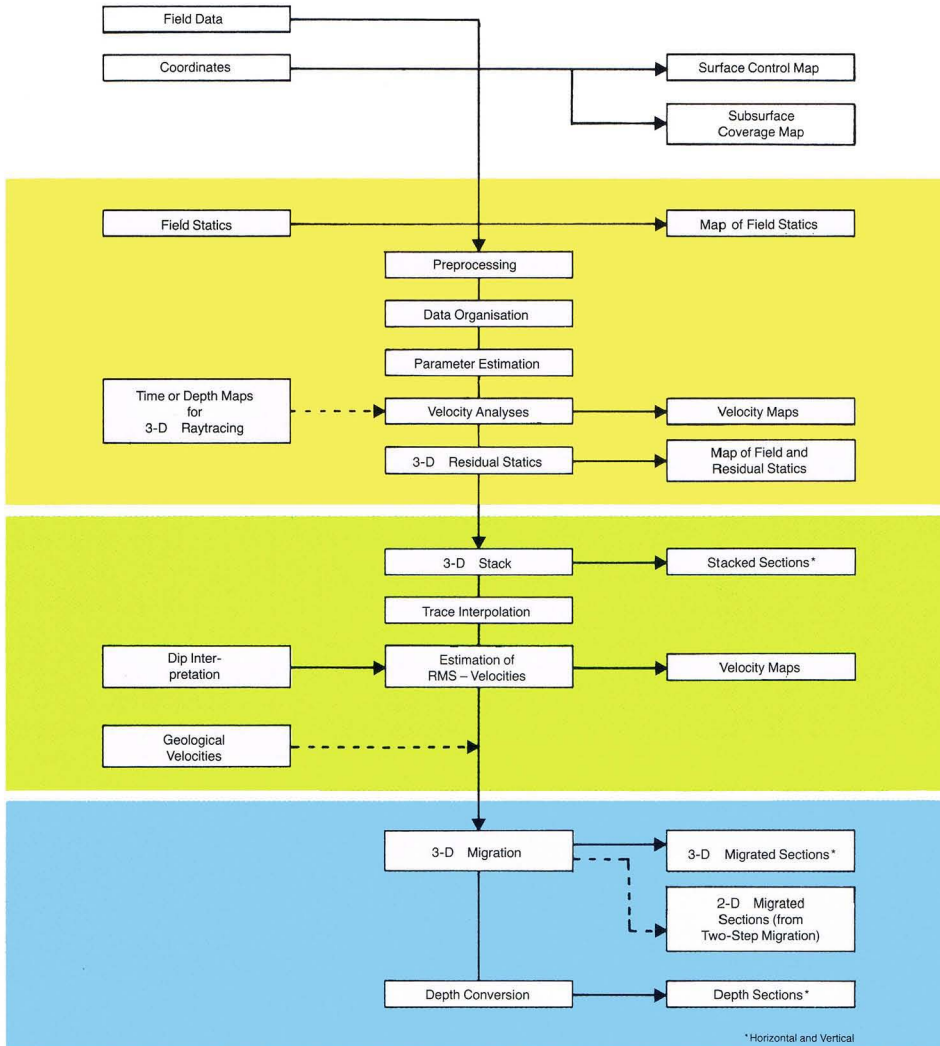 Field Data
Coordinates
Surface Control Map
Subsurface
Coverage Map
Field Statics
Map of Field Statics
Preprocessing
Data Organisation
Parameter Estimation
Time or Depth Maps
for
3-D Raytracing
Velocity Analyses
Velocity Maps
3-D Residual Statics
Map of Field and
Residual Statics
3-D Stack
Stacked Sections*
Trace Interpolation
Dip Inter-
pretation
Estimation of
RMS – Velocities
Velocity Maps
Geological
Velocities
3-D Migration
3-D Migrated Sections*
2-D Migrated
Sections (from
Two-Step Migration)
Depth Conversion
Depth Sections*
*Horizontal and Vertical